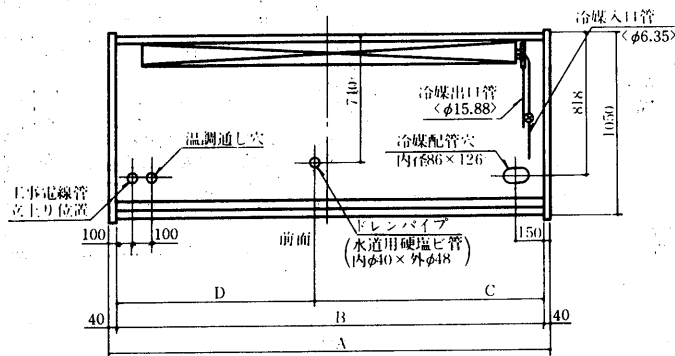 冷媒入口管
<φ6.35>
冷媒出口管
<φ15.88>
740
818
1050
温調通し穴
冷媒配管穴
内径86×126
工事電線管
立上り位置
100
100
前面
ドレンパイプ
(水道用硬塩ビ管
内φ40×外φ48)
150
D
C
40
B
40
A